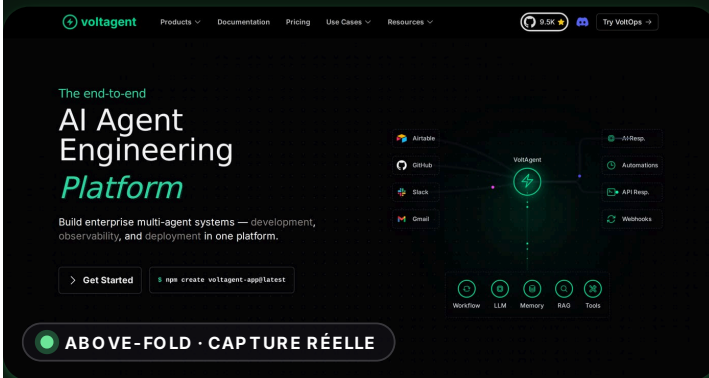 voltagent
Products
Documentation
Pricing
Use Cases
Resources
9.5K
Try VoltOps →
The end-to-end
AI Agent
Engineering
Platform
Build enterprise multi-agent systems — development,
observability, and deployment in one platform.
Get Started
$ npm create voltagent-app@latest
Airtable
GitHub
Slack
Gmail
VoltAgent
AI Resp.
Automations
API Resp.
Webhooks
Workflow
LLM
Memory
RAG
Tools
ABOVE-FOLD · CAPTURE RÉELLE